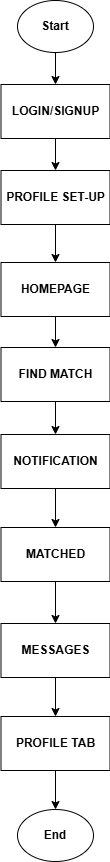 Start
LOGIN/SIGNUP
PROFILE SET-UP
HOMEPAGE
FIND MATCH
NOTIFICATION
MATCHED
MESSAGES
PROFILE TAB
End